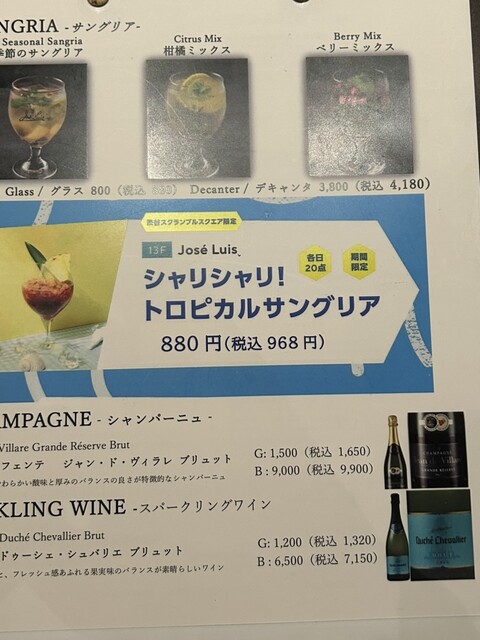 NGRIA -サングリア-
Seasonal Sangria
季節のサングリア
Citrus Mix
柑橘ミックス
Berry Mix
ベリーミックス
Glass / グラス 800（税込 880） Decanter / デキャンタ 3,800（税込 4,180）
渋谷スクランブルスクエア限定
13F José Luis
各日
20点
期間
限定
シャリシャリ!
トロピカルサングリア
880円(税込968円)
AMPAGNE - シャンパーニュ -
Villare Grande Réserve Brut
フェンテ ジャン・ド・ヴィラレ ブリュット
G: 1,500（税込 1,650）
B : 9,000（税込 9,900）
わらかい酸味と厚みのバランスの良さが特徴的なシャンパーニュ
KLING WINE -スパークリングワイン
Duché Chevallier Brut
ドゥーシェ・シュバリエ ブリュット
G: 1,200（税込 1,320）
B : 6,500（税込 7,150）
と、フレッシュ感あふれる果実味のバランスが素晴らしいワイン
Duché Chevallier